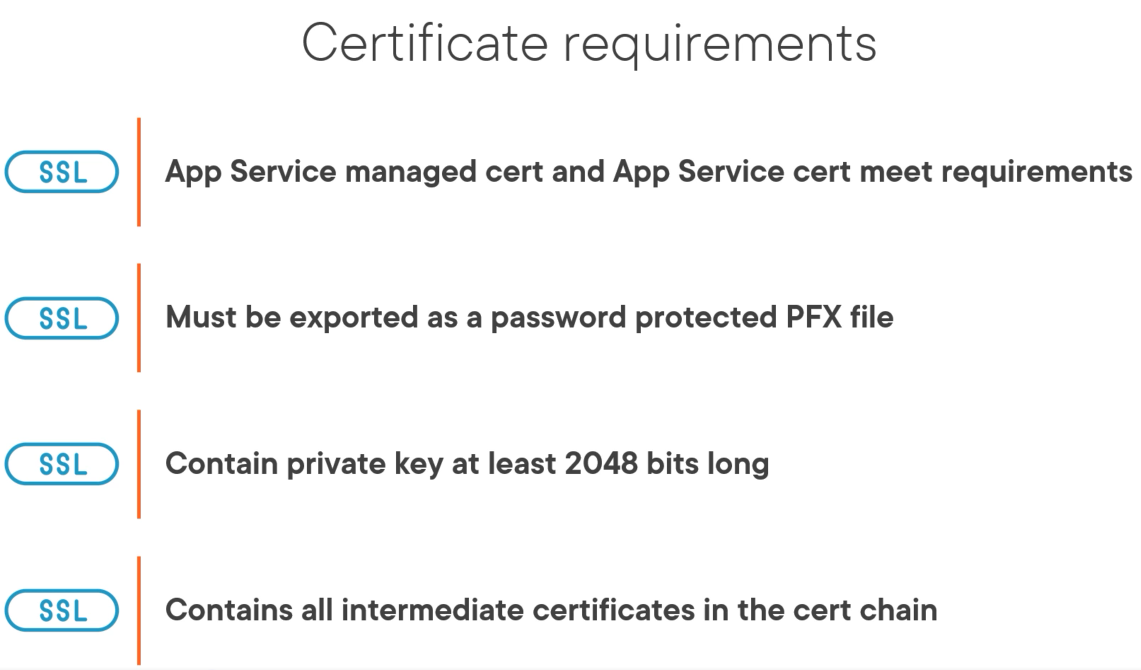 Certificate requirements
SSL
App Service managed cert and App Service cert meet requirements
SSL
Must be exported as a password protected PFX file
SSL
Contain private key at least 2048 bits long
SSL
Contains all intermediate certificates in the cert chain